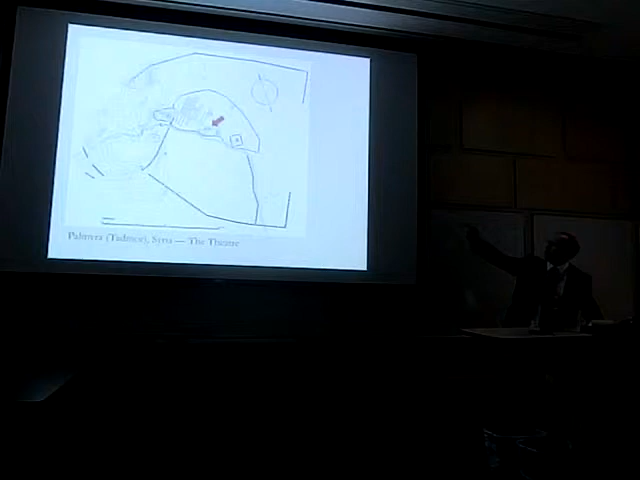 Palmyra (Tadmor), Syria — The Theatre